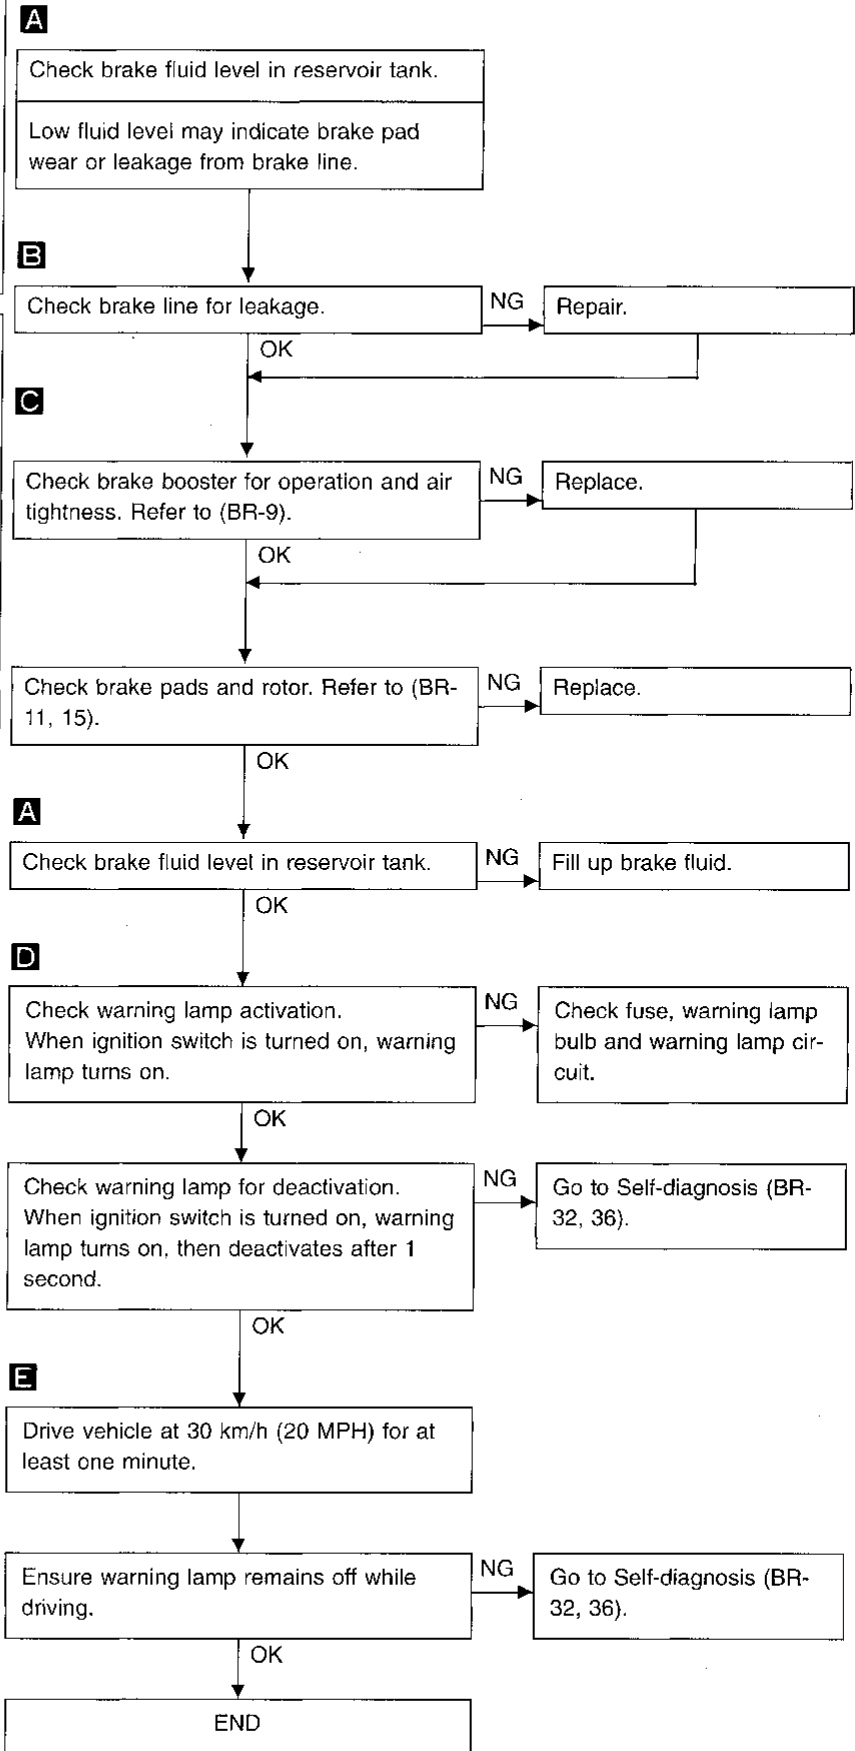 A
Check brake fluid level in reservoir tank.
Low fluid level may indicate brake pad
wear or leakage from brake line.
B
Check brake line for leakage.
NG
Repair.
OK
C
Check brake booster for operation and air
tightness. Refer to (BR-9).
NG
Replace.
OK
Check brake pads and rotor. Refer to (BR-
11, 15).
NG
Replace.
OK
A
Check brake fluid level in reservoir tank.
NG
Fill up brake fluid.
OK
D
Check warning lamp activation.
When ignition switch is turned on, warning
lamp turns on.
NG
Check fuse, warning lamp
bulb and warning lamp cir-
cuit.
OK
Check warning lamp for deactivation.
When ignition switch is turned on, warning
lamp turns on, then deactivates after 1
second.
NG
Go to Self-diagnosis (BR-
32, 36).
OK
E
Drive vehicle at 30 km/h (20 MPH) for at
least one minute.
Ensure warning lamp remains off while
driving.
NG
Go to Self-diagnosis (BR-
32, 36).
OK
END